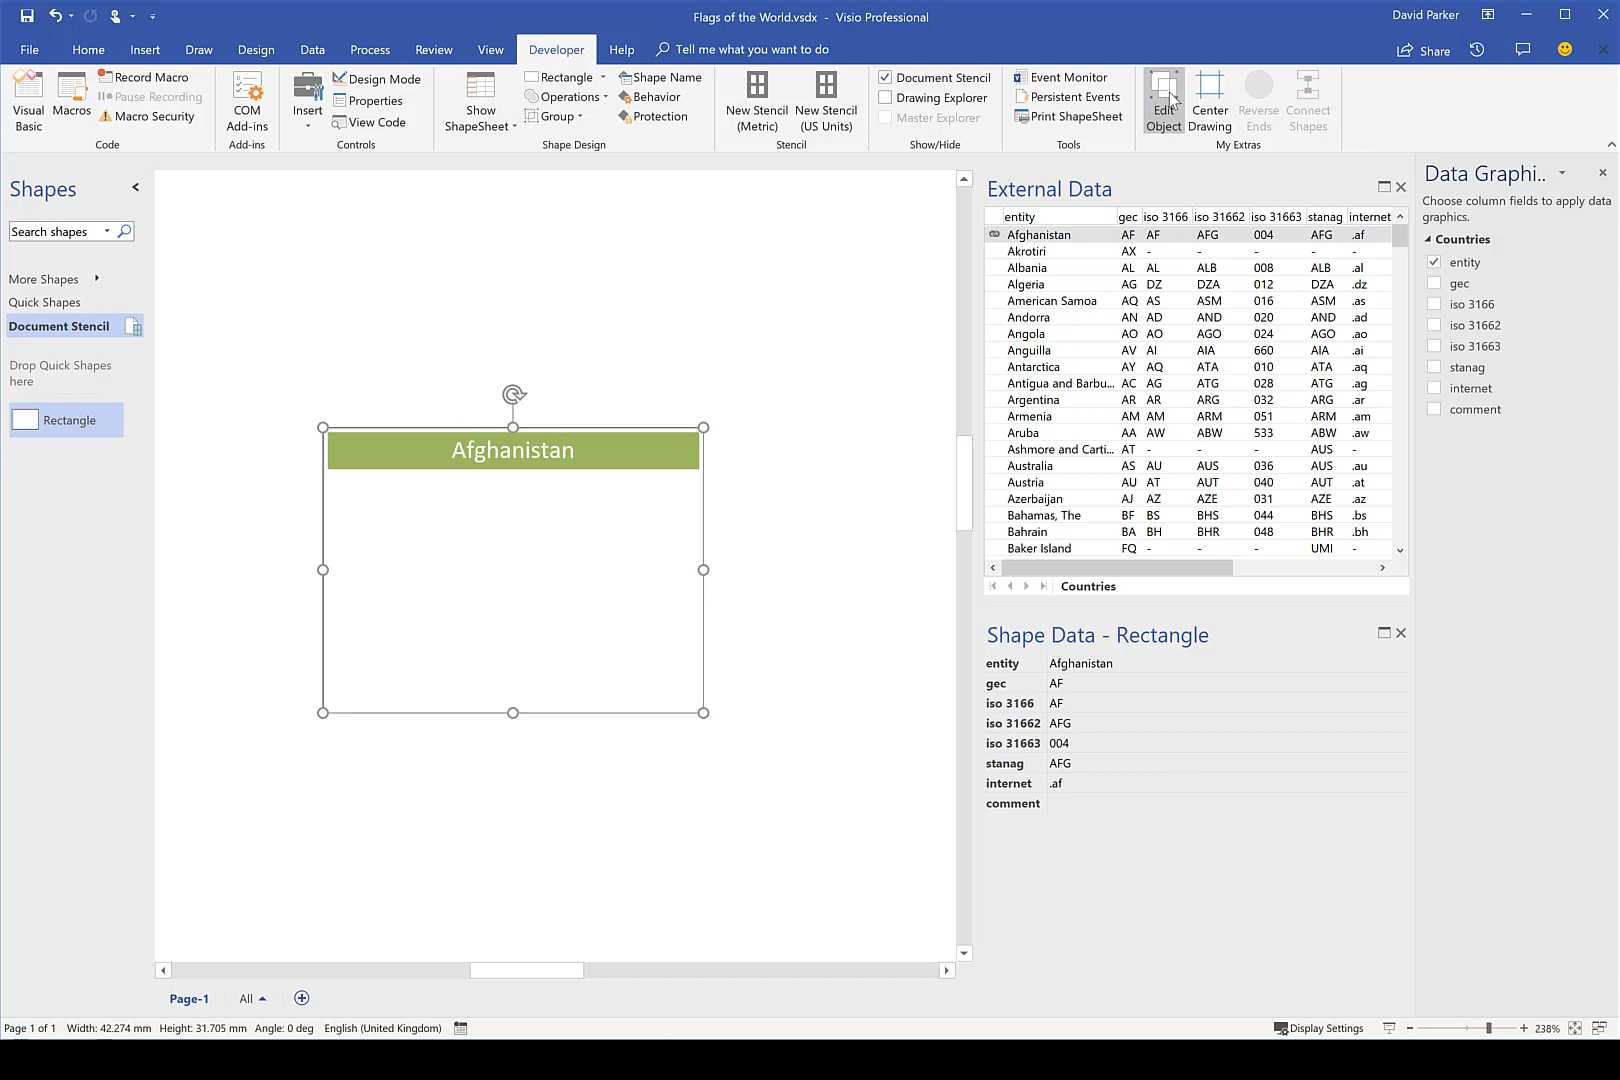 Flags of the World.vsdx - Visio Professional
David Parker
File Home Insert Draw Design Data Process Review View Developer Help Tell me what you want to do
Share
Visual Basic
Macros
Record Macro
Pause Recording
Macro Security
Code
COM Add-ins
Add-ins
Insert
Design Mode
Properties
View Code
Controls
Show ShapeSheet
Rectangle
Operations
Group
Shape Name
Behavior
Protection
Shape Design
New Stencil (Metric)
New Stencil (US Units)
Stencil
Document Stencil
Drawing Explorer
Master Explorer
Show/Hide
Event Monitor
Persistent Events
Print ShapeSheet
Tools
Edit Object
Center Drawing
Reverse Ends
Connect Shapes
My Extras
Shapes
Search shapes
More Shapes
Quick Shapes
Document Stencil
Drop Quick Shapes
here
Rectangle
Afghanistan
External Data
entity gec iso 3166 iso 31662 iso 31663 stanag internet
Afghanistan AF AF AFG 004 AFG .af
Akrotiri AX - - - - -
Albania AL AL ALB 008 ALB .al
Algeria AG DZ DZA 012 DZA .dz
American Samoa AQ AS ASM 016 ASM .as
Andorra AN AD AND 020 AND .ad
Angola AO AO AGO 024 AGO .ao
Anguilla AV AI AIA 660 AIA .ai
Antarctica AY AQ ATA 010 ATA .aq
Antigua and Barbu... AC AG ATG 028 ATG .ag
Argentina AR AR ARG 032 ARG .ar
Armenia AM AM ARM 051 ARM .am
Aruba AA AW ABW 533 ABW .aw
Ashmore and Carti... AT - - - AUS -
Australia AS AU AUS 036 AUS .au
Austria AU AT AUT 040 AUT .at
Azerbaijan AJ AZ AZE 031 AZE .az
Bahamas, The BF BS BHS 044 BHS .bs
Bahrain BA BH BHR 048 BHR .bh
Baker Island FQ - - - UMI -
Countries
Shape Data - Rectangle
entity Afghanistan
gec AF
iso 3166 AF
iso 31662 AFG
iso 31663 004
stanag AFG
internet .af
comment
Data Graphi..
Choose column fields to apply data
graphics.
Countries
entity
gec
iso 3166
iso 31662
iso 31663
stanag
internet
comment
Page-1 All
Page 1 of 1 Width: 42.274 mm Height: 31.705 mm Angle: 0 deg English (United Kingdom)
Display Settings
238%